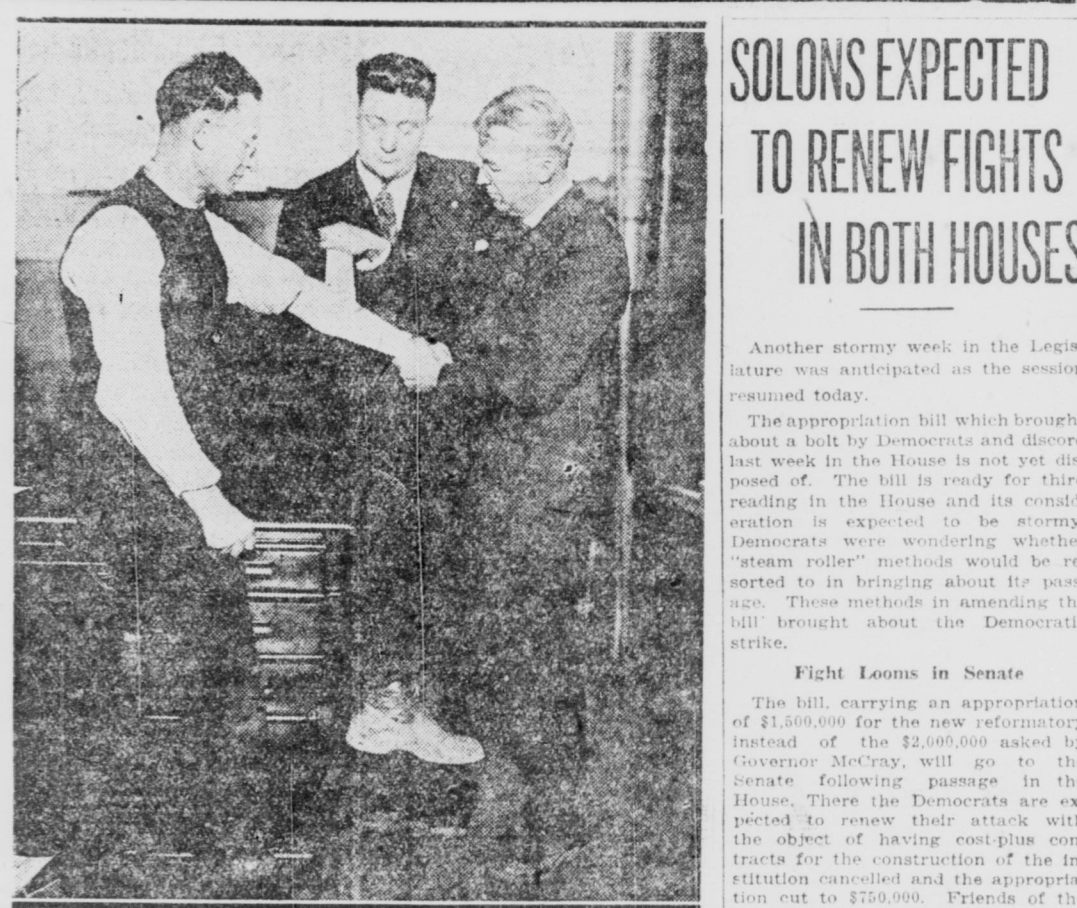 SOLONS EXPECTED
TO RENEW FIGHTS
IN BOTH HOUSES
Another stormy week in the Legis
lature was anticipated as the session
resumed today.
The appropriation bill which brough
about a bolt by Democrats and discor
last week in the House is not yet dis
posed of. The bill is ready for thir
reading in the House and its consid
eration is expected to be stormy
Democrats were wondering whethe
"steam roller" methods would be re
sorted to in bringing about its pass
age. These methods in amending th
bill brought about the Democrati
strike.
Fight Looms in Senate
The bill, carrying an appropriation
of $1,500,000 for the new reformatory
instead of the $2,000,000 asked by
Governor McCray, will go to th
Senate following passage in th
House. There the Democrats are ex
pected to renew their attack with
the object of having cost-plus con
tracts for the construction of the in
stitution cancelled and the appropria
tion cut to $750,000. Friends of th